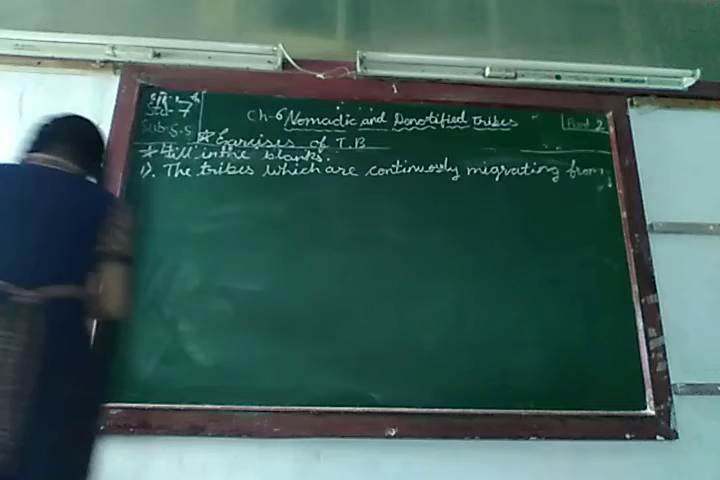 Std-7
Sub-S.S
Ch-6 Nomadic and Denotified Tribes
Part 2
* Exercises of T.B
* Fill in the blanks.
1). The tribes which are continuosly migrating from